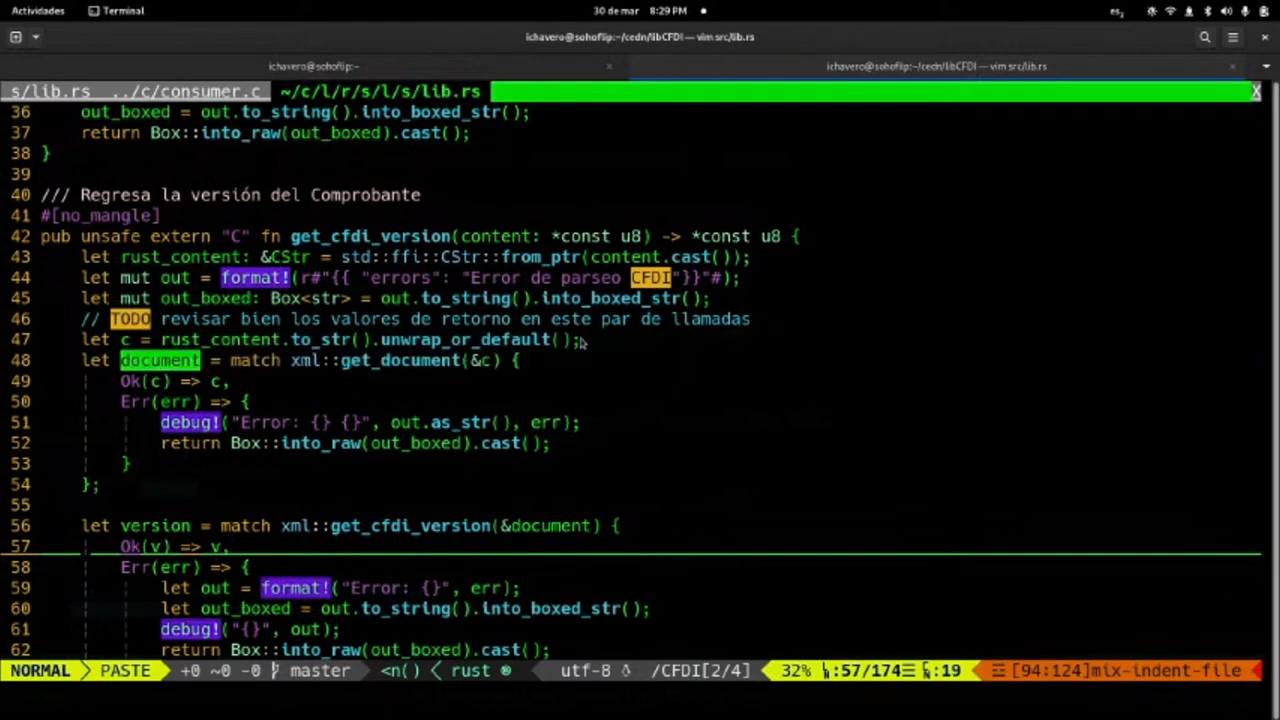 Actividades Terminal 30 de mar 8:29 PM es₂
ichavero@sohoflip:~/cedn/libCFDI — vim src/lib.rs
ichavero@sohoflip:~ × ichavero@sohoflip:~/cedn/libCFDI — vim src/lib.rs ×
s/lib.rs ../c/consumer.c ~/c/l/r/s/l/s/lib.rs X
36 out_boxed = out.to_string().into_boxed_str();
37 return Box::into_raw(out_boxed).cast();
38 }
39
40 /// Regresa la versión del Comprobante
41 #[no_mangle]
42 pub unsafe extern "C" fn get_cfdi_version(content: *const u8) -> *const u8 {
43 let rust_content: &CStr = std::ffi::CStr::from_ptr(content.cast());
44 let mut out = format!(r#"{{ "errors": "Error de parseo CFDI"}}"#);
45 let mut out_boxed: Box<str> = out.to_string().into_boxed_str();
46 // TODO revisar bien los valores de retorno en este par de llamadas
47 let c = rust_content.to_str().unwrap_or_default();
48 let document = match xml::get_document(&c) {
49 Ok(c) => c,
50 Err(err) => {
51 debug!("Error: {} {}", out.as_str(), err);
52 return Box::into_raw(out_boxed).cast();
53 }
54 };
55
56 let version = match xml::get_cfdi_version(&document) {
57 Ok(v) => v,
58 Err(err) => {
59 let out = format!("Error: {}", err);
60 let out_boxed = out.to_string().into_boxed_str();
61 debug!("{}", out);
62 return Box::into_raw(out_boxed).cast();
NORMAL PASTE +0 ~0 -0 master <n() rust utf-8 /CFDI[2/4] 32% :57/174 :19 [94:124]mix-indent-file